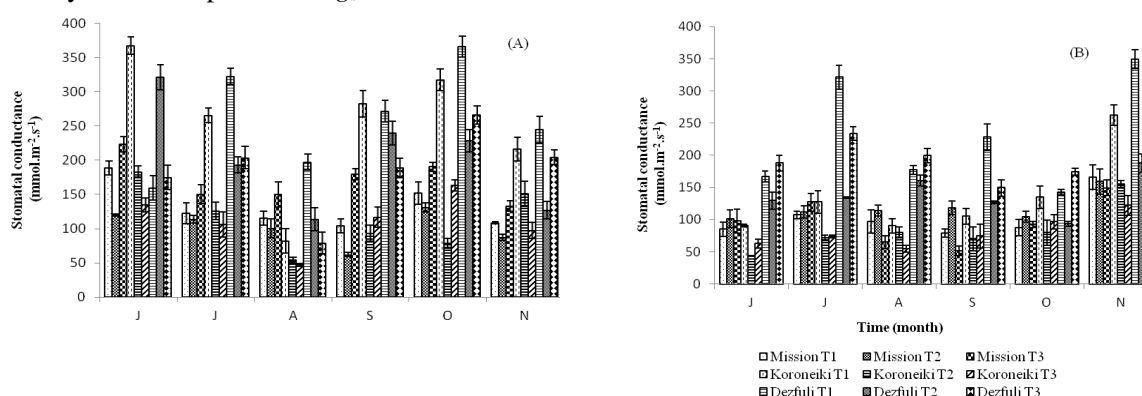 400
350
300
250
200
150
100
50
0
Stomatal conductance
(mmol.m⁻².s⁻¹)
(A)
J J A S O N
400
350
300
250
200
150
100
50
0
Stomatal conductance
(mmol.m⁻².s⁻¹)
(B)
J J A S O N
Time (month)
Mission T1 Mission T2 Mission T3
Koroneiki T1 Koroneiki T2 Koroneiki T3
Dezfuli T1 Dezfuli T2 Dezfuli T3